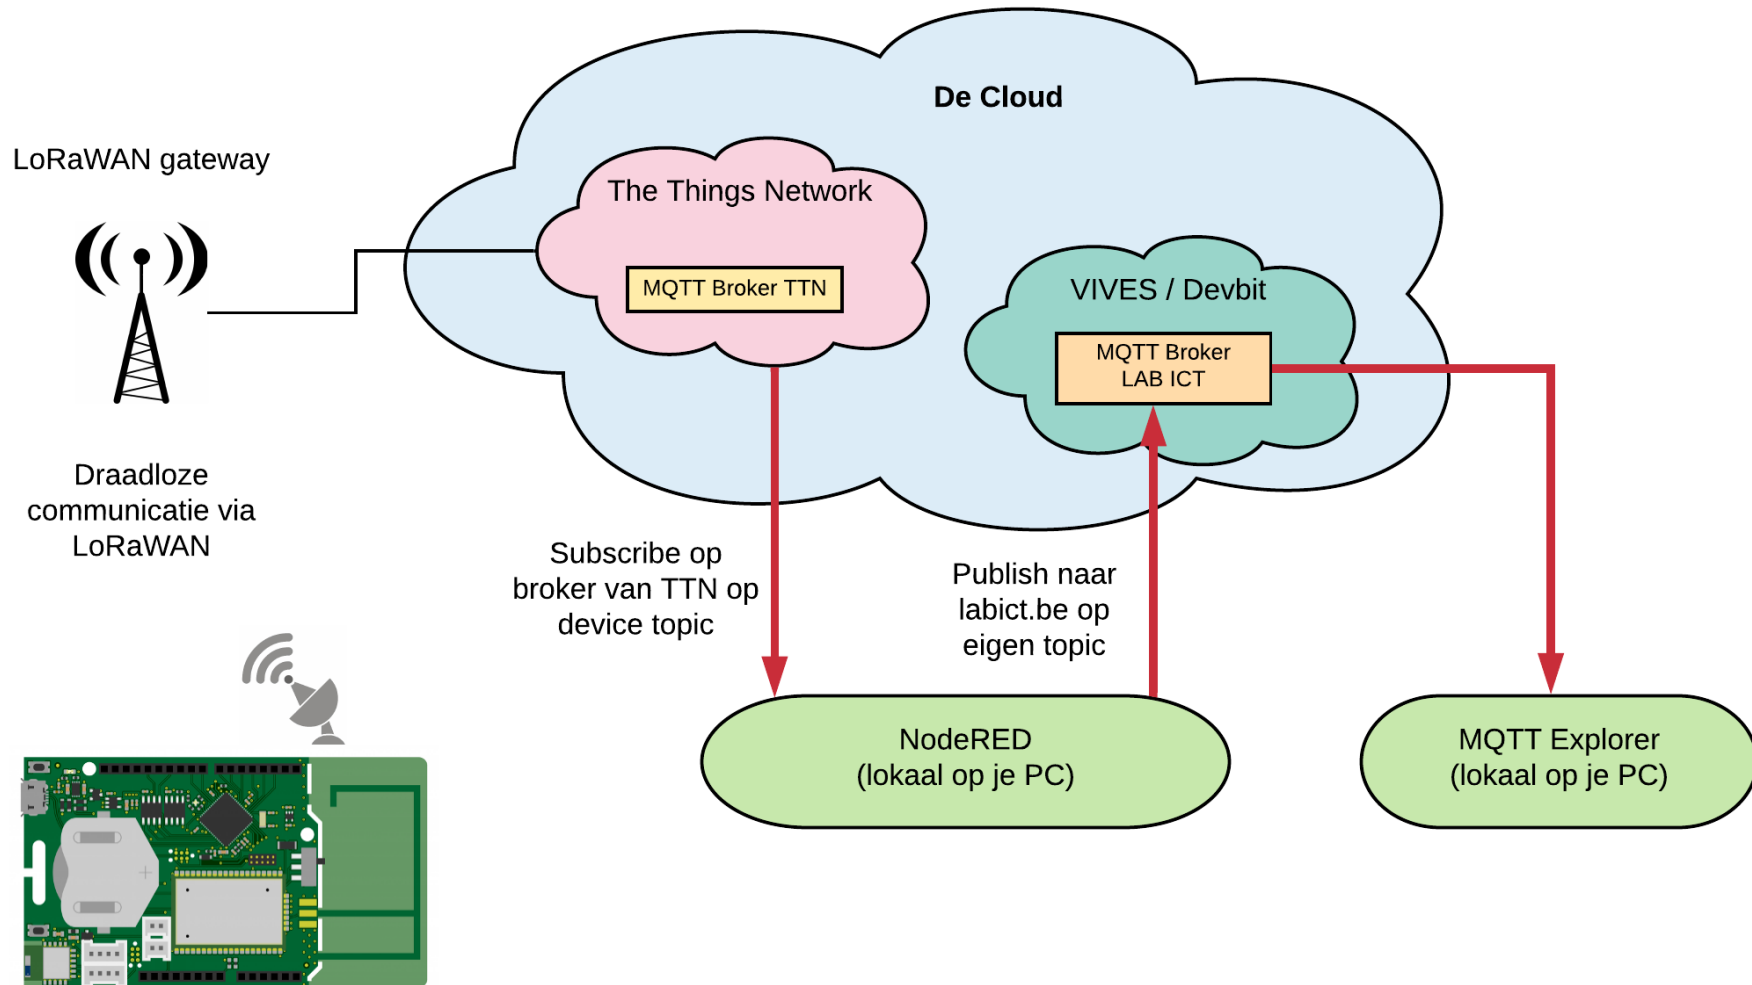 De Cloud
LoRaWAN gateway
The Things Network
MQTT Broker TTN
VIVES / Devbit
MQTT Broker
LAB ICT
Draadloze
communicatie via
LoRaWAN
Subscribe op
broker van TTN op
device topic
Publish naar
labict.be op
eigen topic
NodeRED
(lokaal op je PC)
MQTT Explorer
(lokaal op je PC)